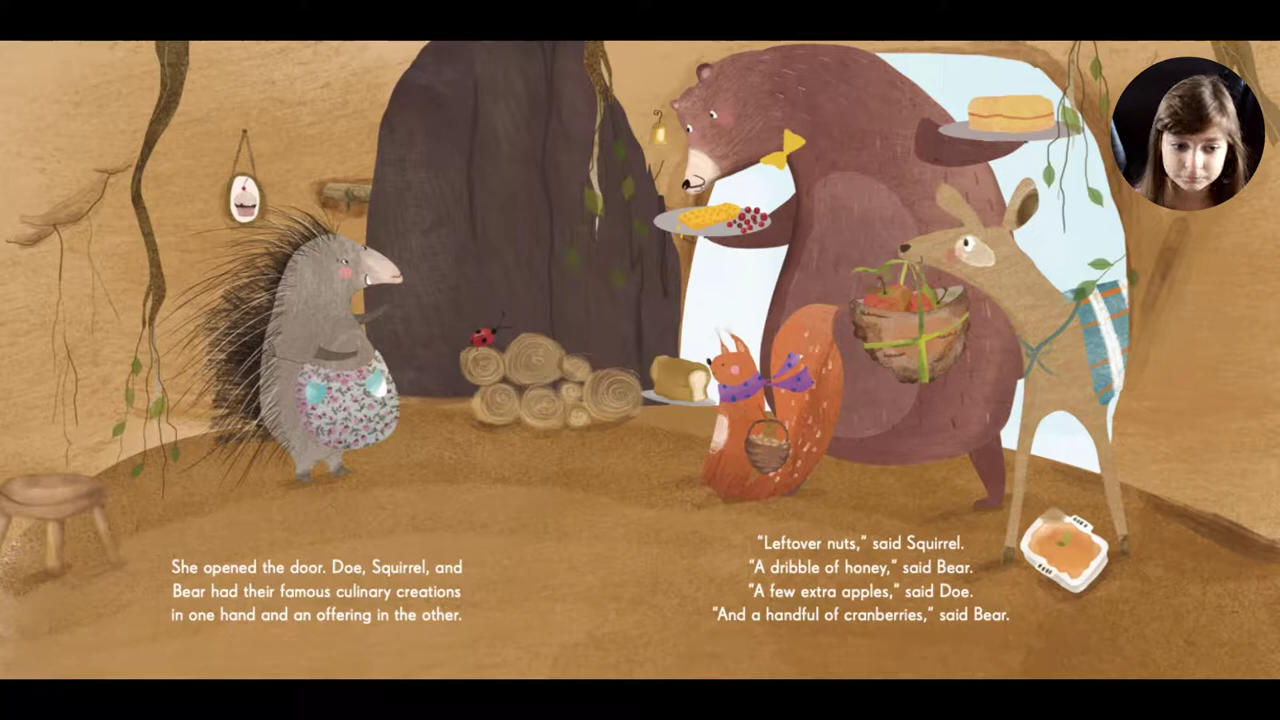 She opened the door. Doe, Squirrel, and
Bear had their famous culinary creations
in one hand and an offering in the other.
"Leftover nuts," said Squirrel.
"A dribble of honey," said Bear.
"A few extra apples," said Doe.
"And a handful of cranberries," said Bear.